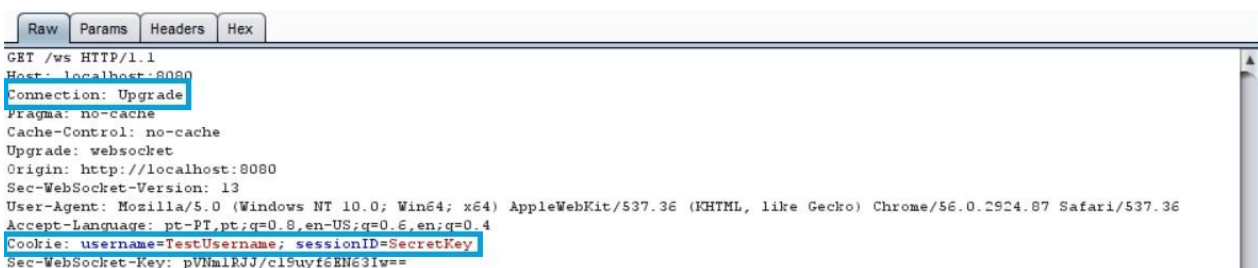 Raw Params Headers Hex
GET /ws HTTP/1.1
Host: localhost:8080
Connection: Upgrade
Pragma: no-cache
Cache-Control: no-cache
Upgrade: websocket
Origin: http://localhost:8080
Sec-WebSocket-Version: 13
User-Agent: Mozilla/5.0 (Windows NT 10.0; Win64; x64) AppleWebKit/537.36 (KHTML, like Gecko) Chrome/56.0.2924.87 Safari/537.36
Accept-Language: pt-PT,pt;q=0.8,en-US;q=0.6,en;q=0.4
Cookie: username=TestUsername; sessionID=SecretKey
Sec-WebSocket-Key: pVNmlRJJ/cl9uyf6EN63Iw==